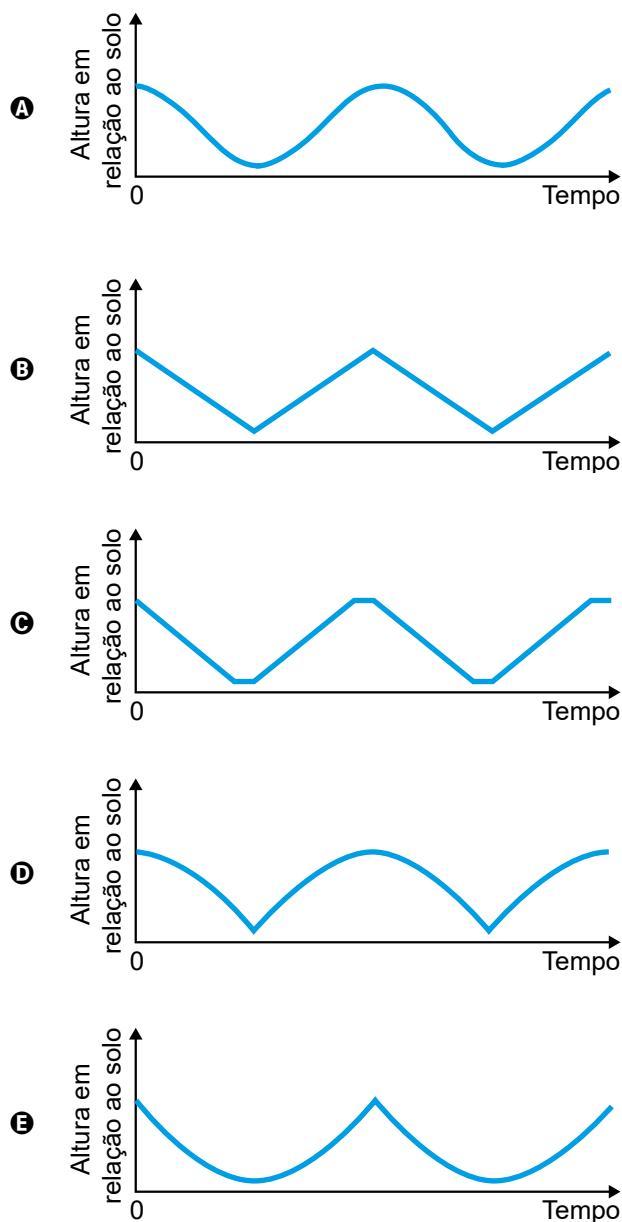 A
Altura em
relação ao solo
0
Tempo
B
Altura em
relação ao solo
0
Tempo
C
Altura em
relação ao solo
0
Tempo
D
Altura em
relação ao solo
0
Tempo
E
Altura em
relação ao solo
0
Tempo